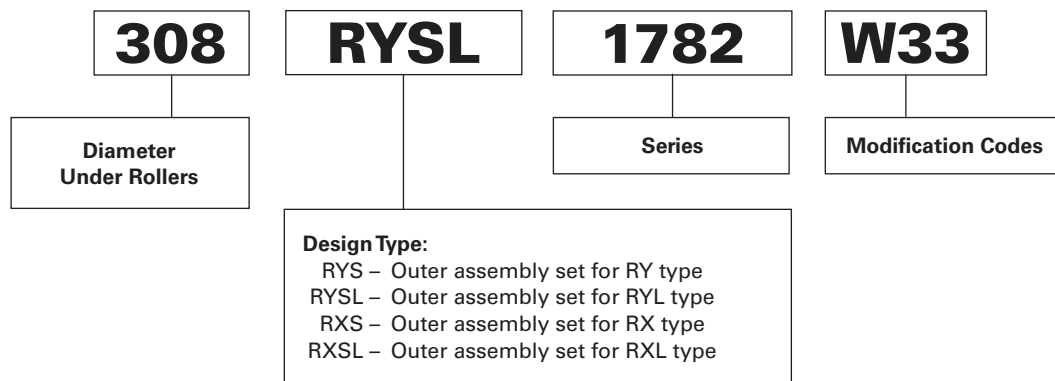 308 RYSL 1782 W33
Diameter
Under Rollers
Series
Modification Codes
Design Type:
RYS – Outer assembly set for RY type
RYSL – Outer assembly set for RYL type
RXS – Outer assembly set for RX type
RXSL – Outer assembly set for RXL type